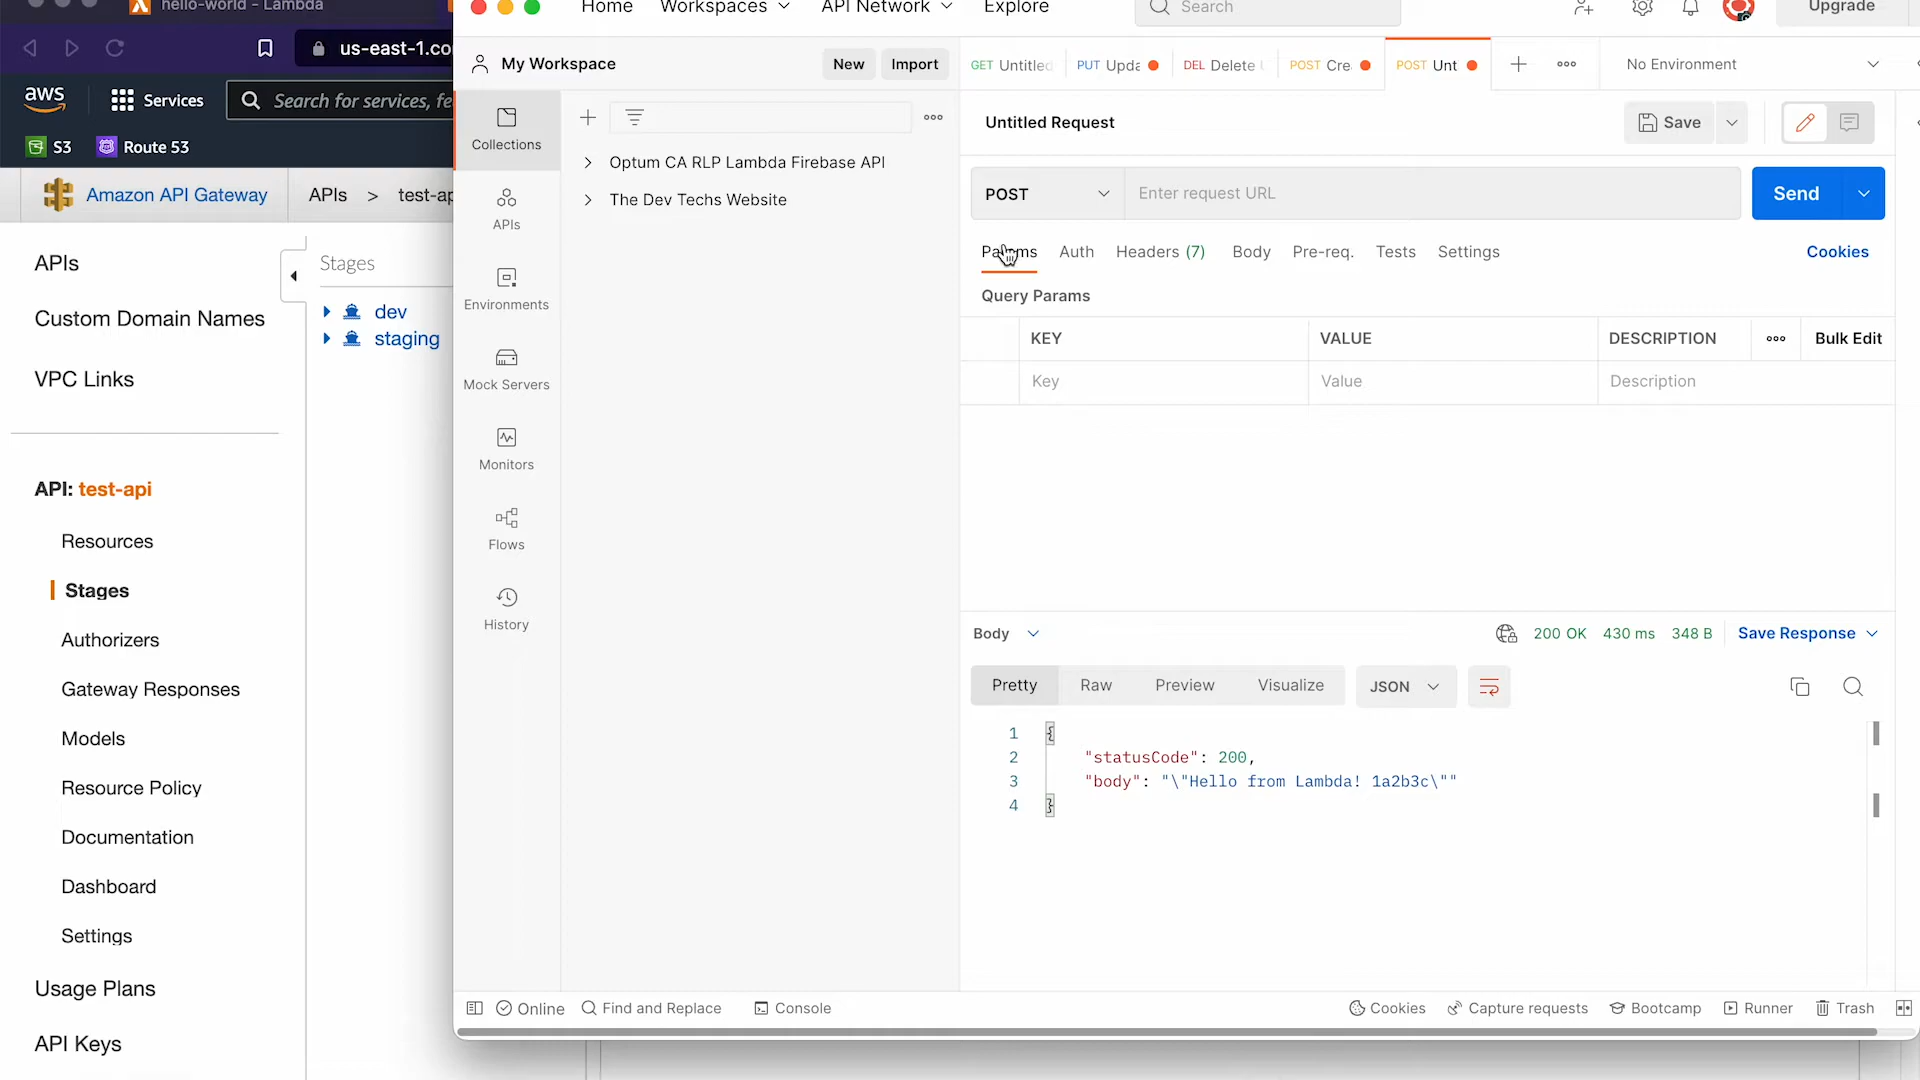 hello-world - Lambda
us-east-1.co
aws
Services
Search for services, fe
S3
Route 53
Amazon API Gateway
APIs > test-ap
APIs
Custom Domain Names
VPC Links
API: test-api
Resources
Stages
Authorizers
Gateway Responses
Models
Resource Policy
Documentation
Dashboard
Settings
Usage Plans
API Keys
Stages
dev
staging
Home
Workspaces
API Network
Explore
Search
Upgrade
My Workspace
New
Import
Collections
APIs
Environments
Mock Servers
Monitors
Flows
History
Optum CA RLP Lambda Firebase API
The Dev Techs Website
GET Untitled
PUT Upda
DEL Delete
POST Cre
POST Unt
No Environment
Untitled Request
Save
POST
Enter request URL
Send
Params
Auth
Headers (7)
Body
Pre-req.
Tests
Settings
Cookies
Query Params
KEY
VALUE
DESCRIPTION
Bulk Edit
Key
Value
Description
Body
200 OK
430 ms
348 B
Save Response
Pretty
Raw
Preview
Visualize
JSON
1 {
2 "statusCode": 200,
3 "body": "\"Hello from Lambda! 1a2b3c\""
4 }
Online
Find and Replace
Console
Cookies
Capture requests
Bootcamp
Runner
Trash